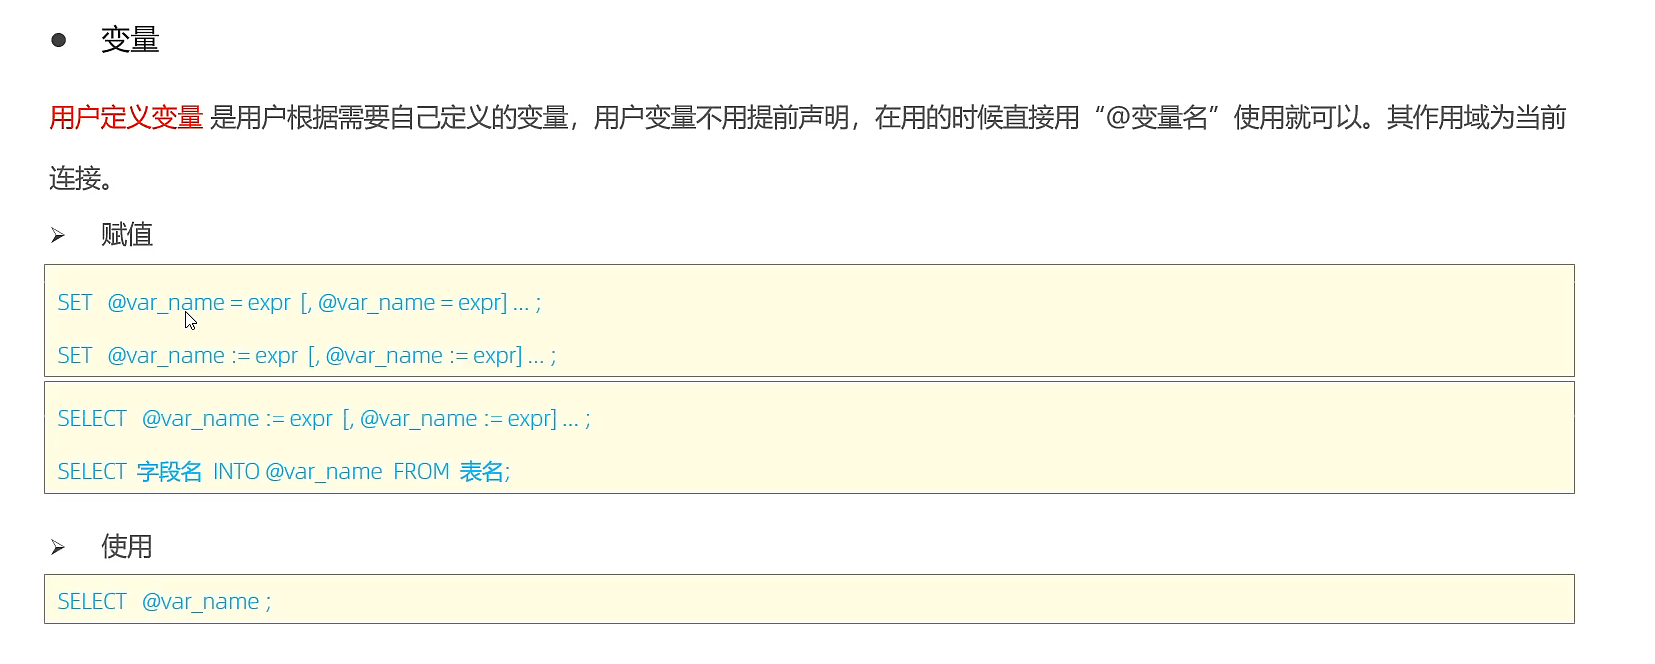 变量
用户定义变量 是用户根据需要自己定义的变量，用户变量不用提前声明，在用的时候直接用“@变量名”使用就可以。其作用域为当前
连接。
赋值
SET @var_name = expr [, @var_name = expr] ... ;
SET @var_name := expr [, @var_name := expr] ... ;
SELECT @var_name := expr [, @var_name := expr] ... ;
SELECT 字段名 INTO @var_name FROM 表名;
使用
SELECT @var_name ;